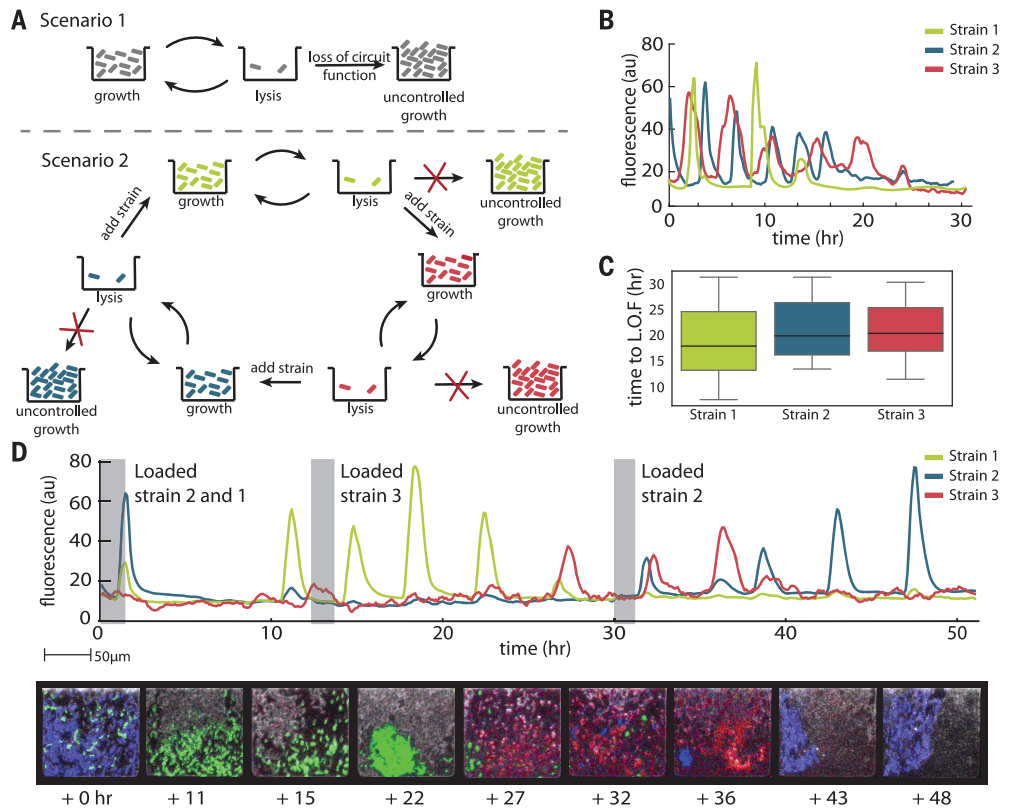 A
Scenario 1
growth
lysis
loss of circuit
function
uncontrolled
growth
Scenario 2
growth
lysis
uncontrolled
growth
add strain
add strain
lysis
growth
uncontrolled
growth
growth
add strain
lysis
uncontrolled
growth
B
Strain 1
Strain 2
Strain 3
fluorescence (au)
80
60
40
20
0
0
10
20
30
time (hr)
C
time to L.O.F (hr)
30
25
20
15
10
Strain 1
Strain 2
Strain 3
D
fluorescence (au)
80
60
40
20
0
Loaded
strain 2 and 1
Loaded
strain 3
Loaded
strain 2
Strain 1
Strain 2
Strain 3
0
10
20
30
40
50
time (hr)
50μm
+ 0 hr
+ 11
+ 15
+ 22
+ 27
+ 32
+ 36
+ 43
+ 48